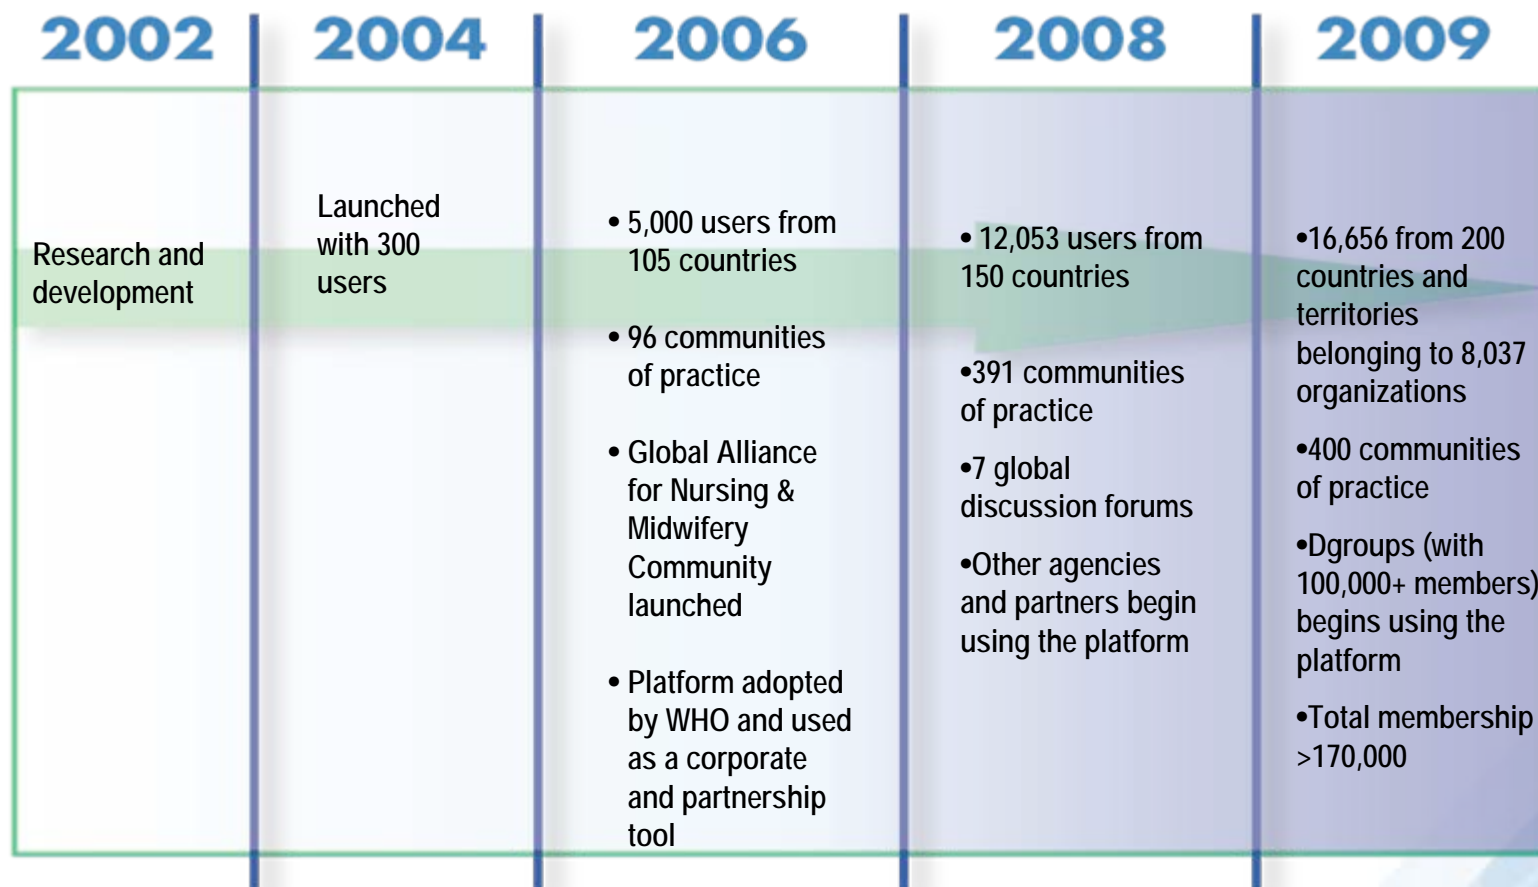 2002
2004
2006
2008
2009
Research and
development
Launched
with 300
users
• 5,000 users from
105 countries
• 96 communities
of practice
• Global Alliance
for Nursing &
Midwifery
Community
launched
• Platform adopted
by WHO and used
as a corporate
and partnership
tool
• 12,053 users from
150 countries
•391 communities
of practice
•7 global
discussion forums
•Other agencies
and partners begin
using the platform
•16,656 from 200
countries and
territories
belonging to 8,037
organizations
•400 communities
of practice
•Dgroups (with
100,000+ members)
begins using the
platform
•Total membership
>170,000